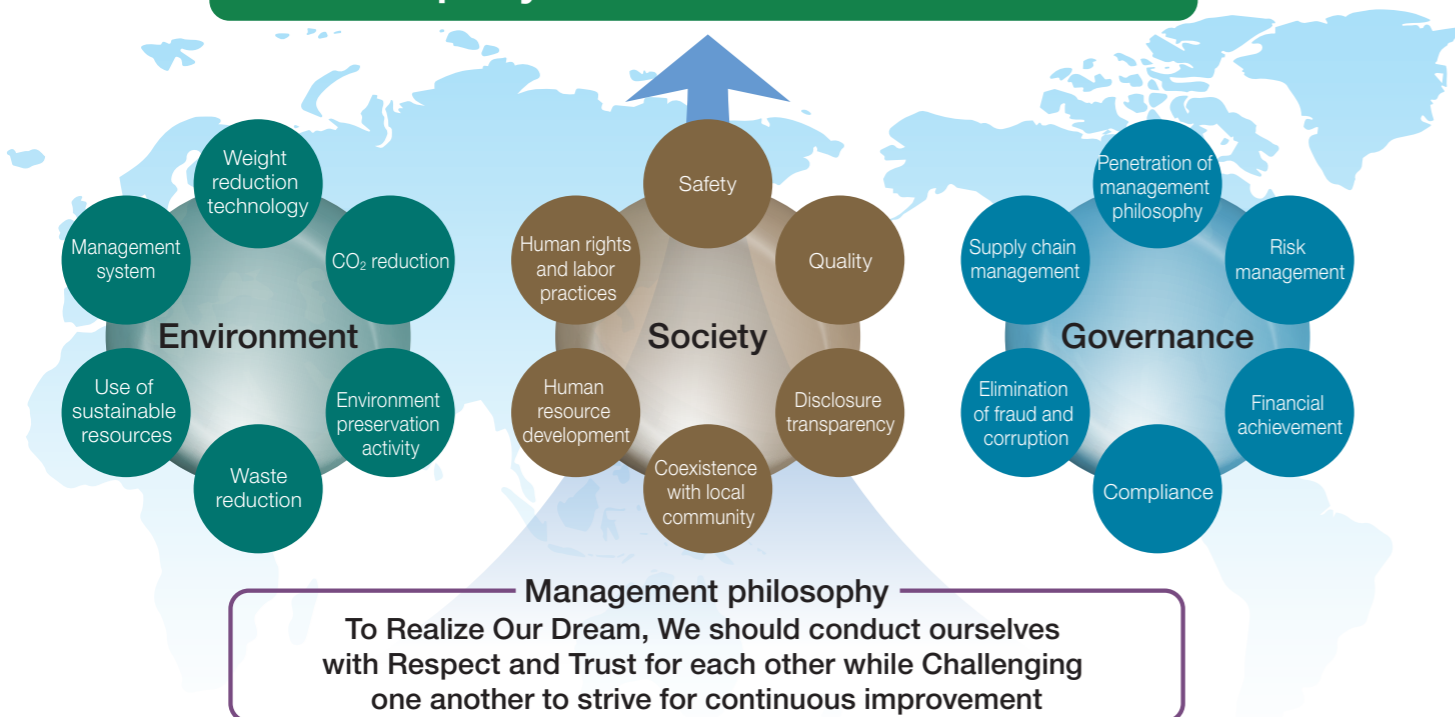 Weight
reduction
technology
Management
system
CO₂ reduction
Environment
Use of
sustainable
resources
Environment
preservation
activity
Waste
reduction
Safety
Human rights
and labor
practices
Quality
Society
Human
resource
development
Disclosure
transparency
Coexistence
with local
community
Penetration of
management
philosophy
Supply chain
management
Risk
management
Governance
Elimination
of fraud and
corruption
Financial
achievement
Compliance
Management philosophy
To Realize Our Dream, We should conduct ourselves
with Respect and Trust for each other while Challenging
one another to strive for continuous improvement